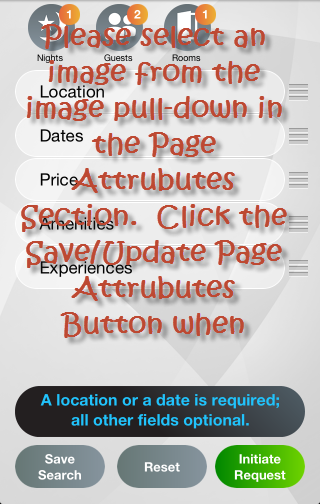 1 2 1
Nights Guests Rooms
Please select an
image from the
image pull-down in
the Page
Attrubutes
Section. Click the
Save/Update Page
Attrubutes
Button when
Location
Dates
Price
Amenities
Experiences
A location or a date is required;
all other fields optional.
Save
Search
Reset
Initiate
Request